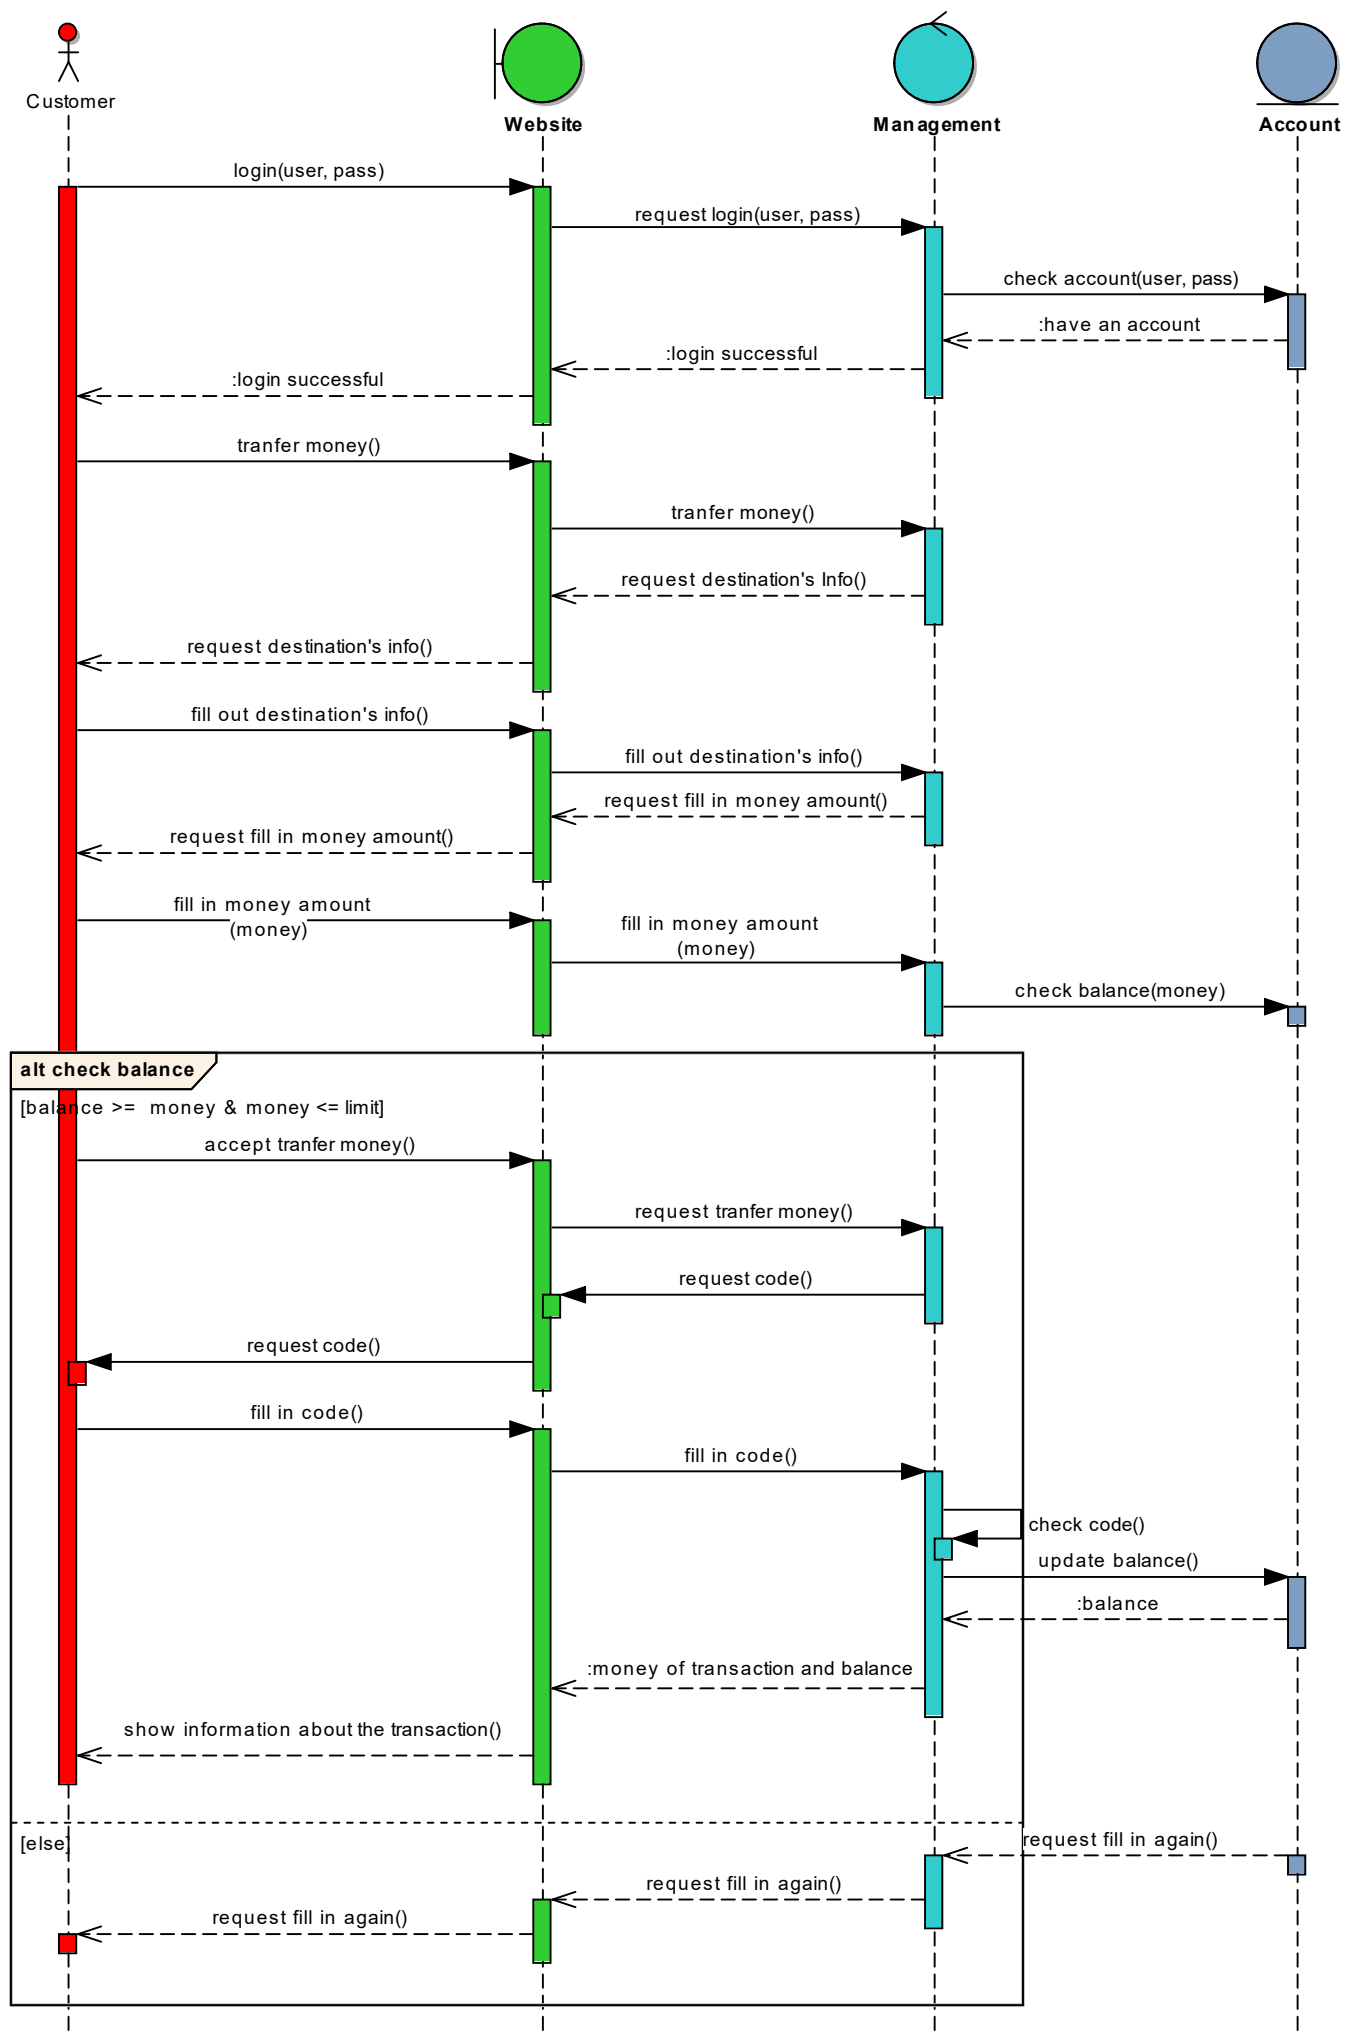 Customer
Website
Management
Account
login(user, pass)
request login(user, pass)
check account(user, pass)
:have an account
:login successful
:login successful
tranfer money()
tranfer money()
request destination's Info()
request destination's info()
fill out destination's info()
fill out destination's info()
request fill in money amount()
request fill in money amount()
fill in money amount
(money)
fill in money amount
(money)
check balance(money)
alt check balance
[balance >= money & money <= limit]
accept tranfer money()
request tranfer money()
request code()
request code()
fill in code()
fill in code()
check code()
update balance()
:balance
:money of transaction and balance
show information about the transaction()
[else]
request fill in again()
request fill in again()
request fill in again()